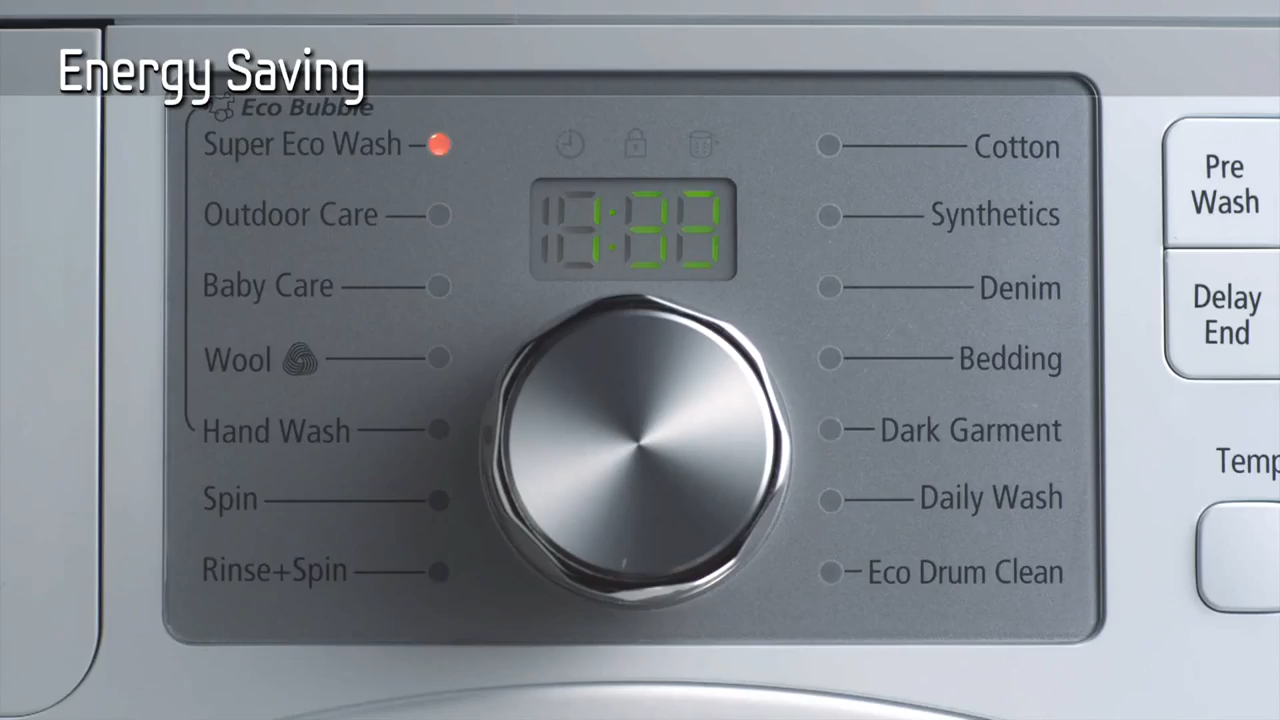 Energy Saving
Eco Bubble
Super Eco Wash
Outdoor Care
Baby Care
Wool
Hand Wash
Spin
Rinse+Spin
1:33
Cotton
Synthetics
Denim
Bedding
Dark Garment
Daily Wash
Eco Drum Clean
Pre
Wash
Delay
End
Temp